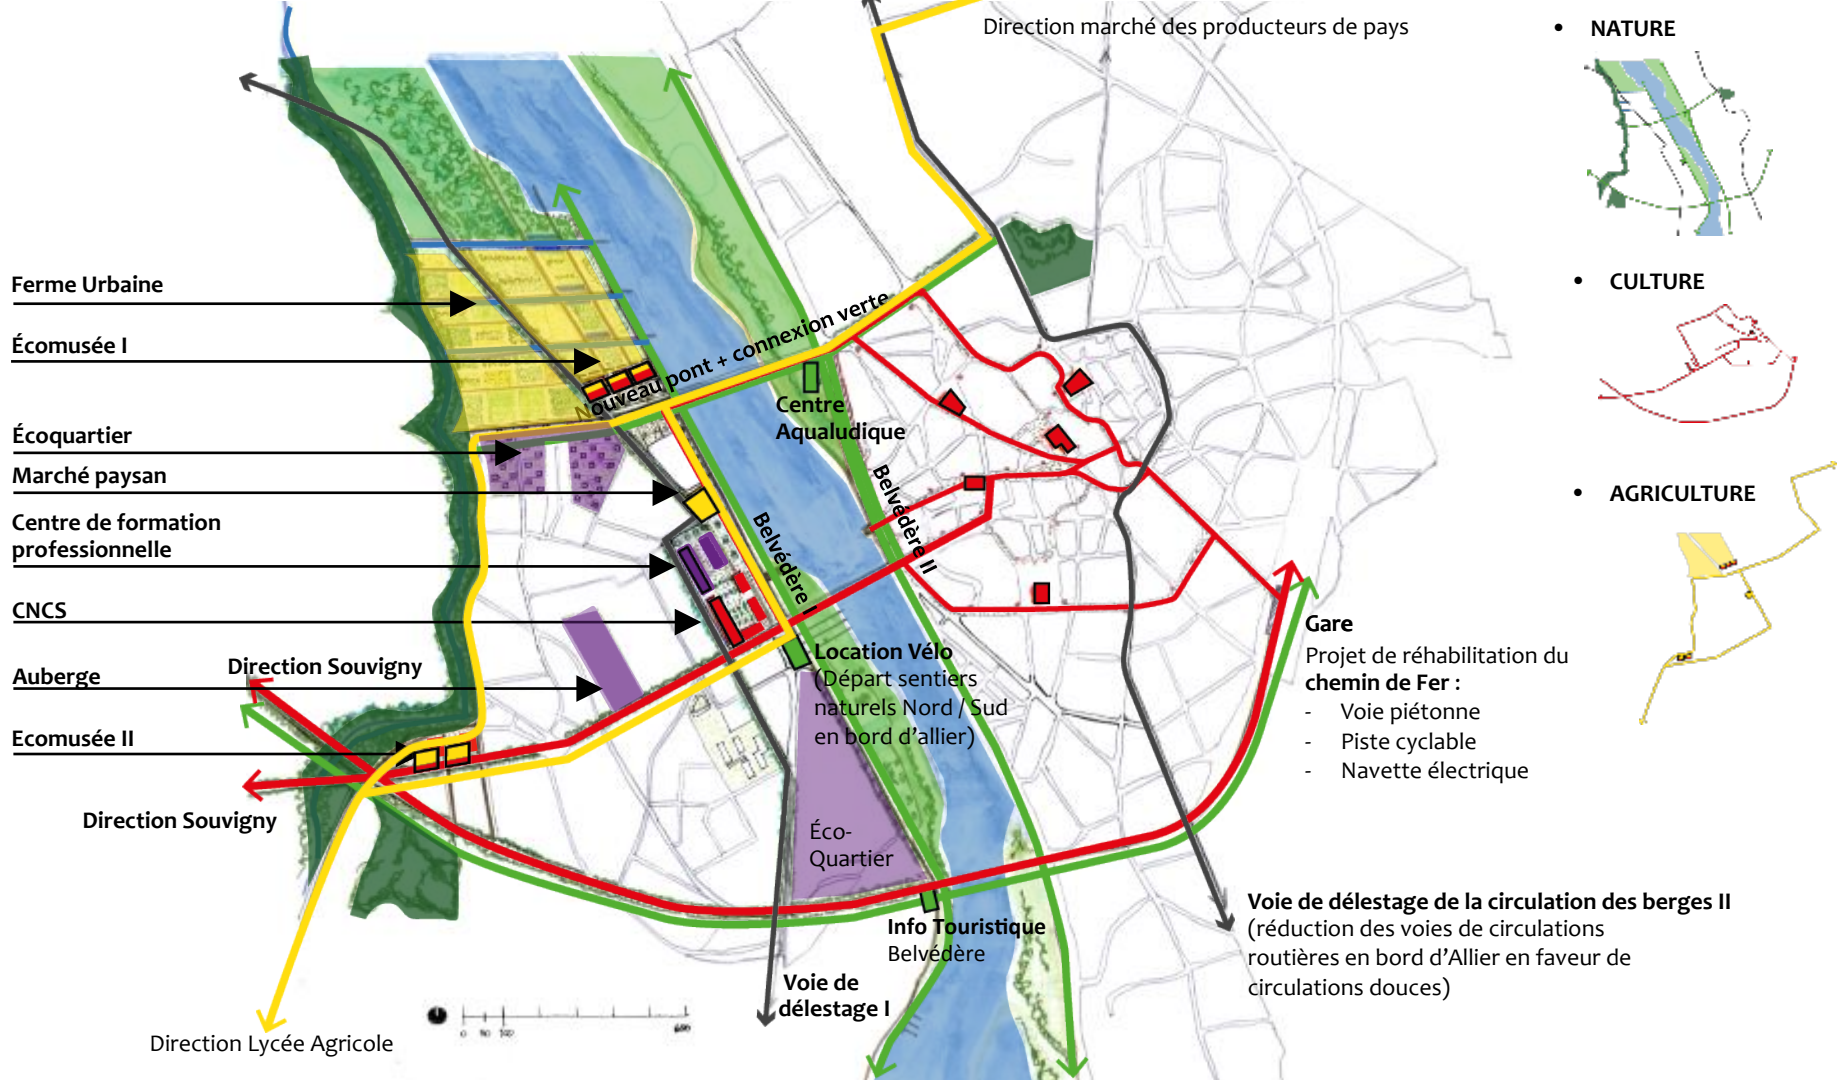 Direction marché des producteurs de pays
• NATURE
• CULTURE
• AGRICULTURE
Ferme Urbaine
Écomusée I
Écoquartier
Marché paysan
Centre de formation
professionnelle
CNCS
Auberge
Ecomusée II
Direction Souvigny
Direction Souvigny
Direction Lycée Agricole
Nouveau pont + connexion verte
Centre
Aqualudique
Belvédère I
Belvédère II
Location Vélo
(Départ sentiers
naturels Nord / Sud
en bord d’allier)
Éco-
Quartier
Info Touristique
Belvédère
Voie de
délestage I
Gare
Projet de réhabilitation du
chemin de Fer :
- Voie piétonne
- Piste cyclable
- Navette électrique
Voie de délestage de la circulation des berges II
(réduction des voies de circulations
routières en bord d’Allier en faveur de
circulations douces)
0